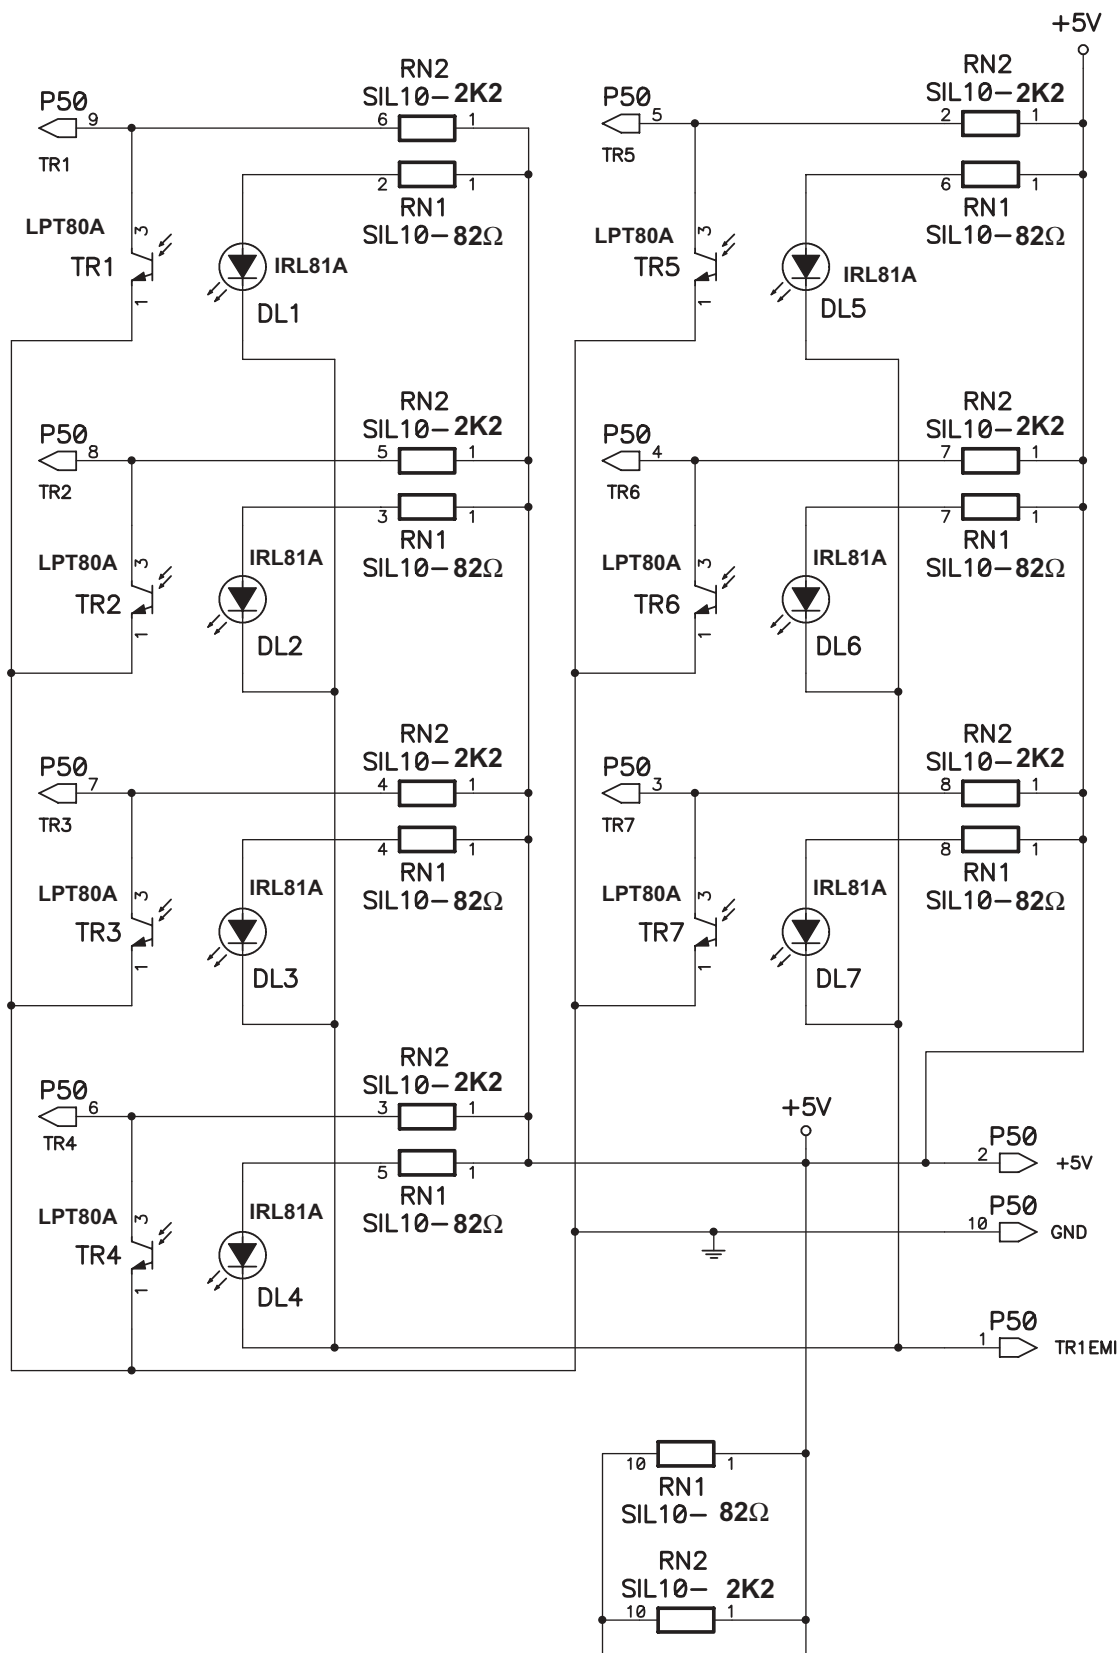 +5V
RN2
SIL10-2K2
P50
9
6
1
TR1
2
1
RN1
SIL10-82Ω
LPT80A
3
TR1
1
IRL81A
DL1
RN2
SIL10-2K2
P50
5
2
1
TR5
6
1
RN1
SIL10-82Ω
LPT80A
3
TR5
1
IRL81A
DL5
RN2
SIL10-2K2
P50
8
5
1
TR2
3
1
RN1
SIL10-82Ω
LPT80A
3
TR2
1
IRL81A
DL2
RN2
SIL10-2K2
P50
4
7
1
TR6
7
1
RN1
SIL10-82Ω
LPT80A
3
TR6
1
IRL81A
DL6
RN2
SIL10-2K2
P50
7
4
1
TR3
4
1
RN1
SIL10-82Ω
LPT80A
3
TR3
1
IRL81A
DL3
RN2
SIL10-2K2
P50
3
8
1
TR7
8
1
RN1
SIL10-82Ω
LPT80A
3
TR7
1
IRL81A
DL7
RN2
SIL10-2K2
P50
6
3
1
TR4
5
1
RN1
SIL10-82Ω
LPT80A
3
TR4
1
IRL81A
DL4
+5V
P50
2
+5V
P50
10
GND
P50
1
TR1EMI
10
1
RN1
SIL10- 82Ω
RN2
SIL10- 2K2
10
1